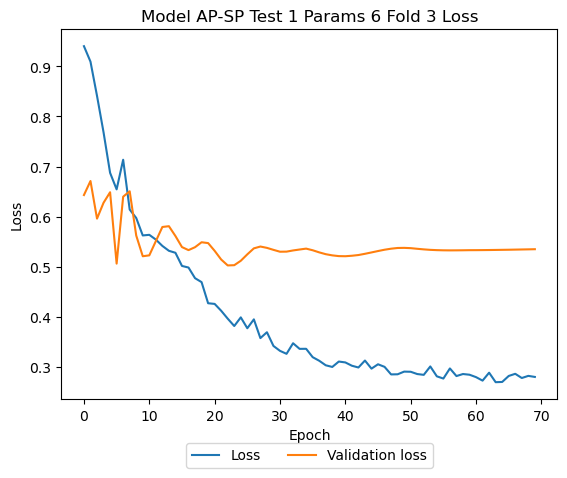 Model AP-SP Test 1 Params 6 Fold 3 Loss
Loss
0.9
0.8
0.7
0.6
0.5
0.4
0.3
0 10 20 30 40 50 60 70
Epoch
Loss Validation loss